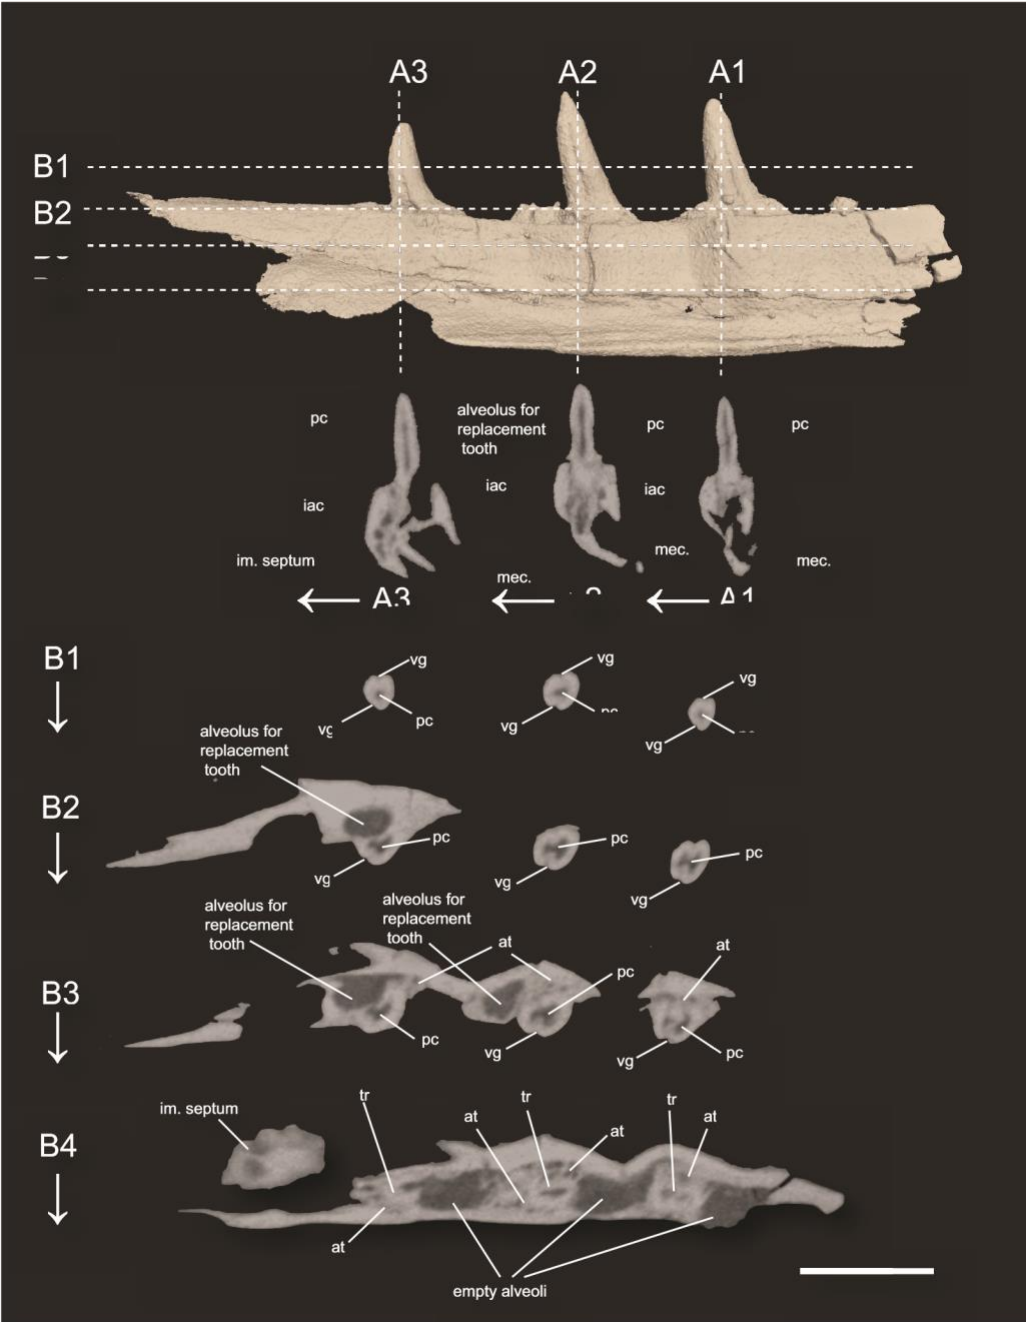 A3 A2 A1
B1
B2
pc
alveolus for
replacement
tooth
pc
pc
iac
iac
iac
im. septum
mec.
mec.
mec.
A3
A1
B1
vg
vg
vg
pc
vg
vg
vg
alveolus for
replacement
tooth
B2
pc
pc
pc
vg
vg
vg
alveolus for
replacement
tooth
alveolus for
replacement
tooth
at
at
B3
pc
pc
vg
pc
vg
im. septum
tr
tr
tr
at
at
at
B4
at
empty alveoli